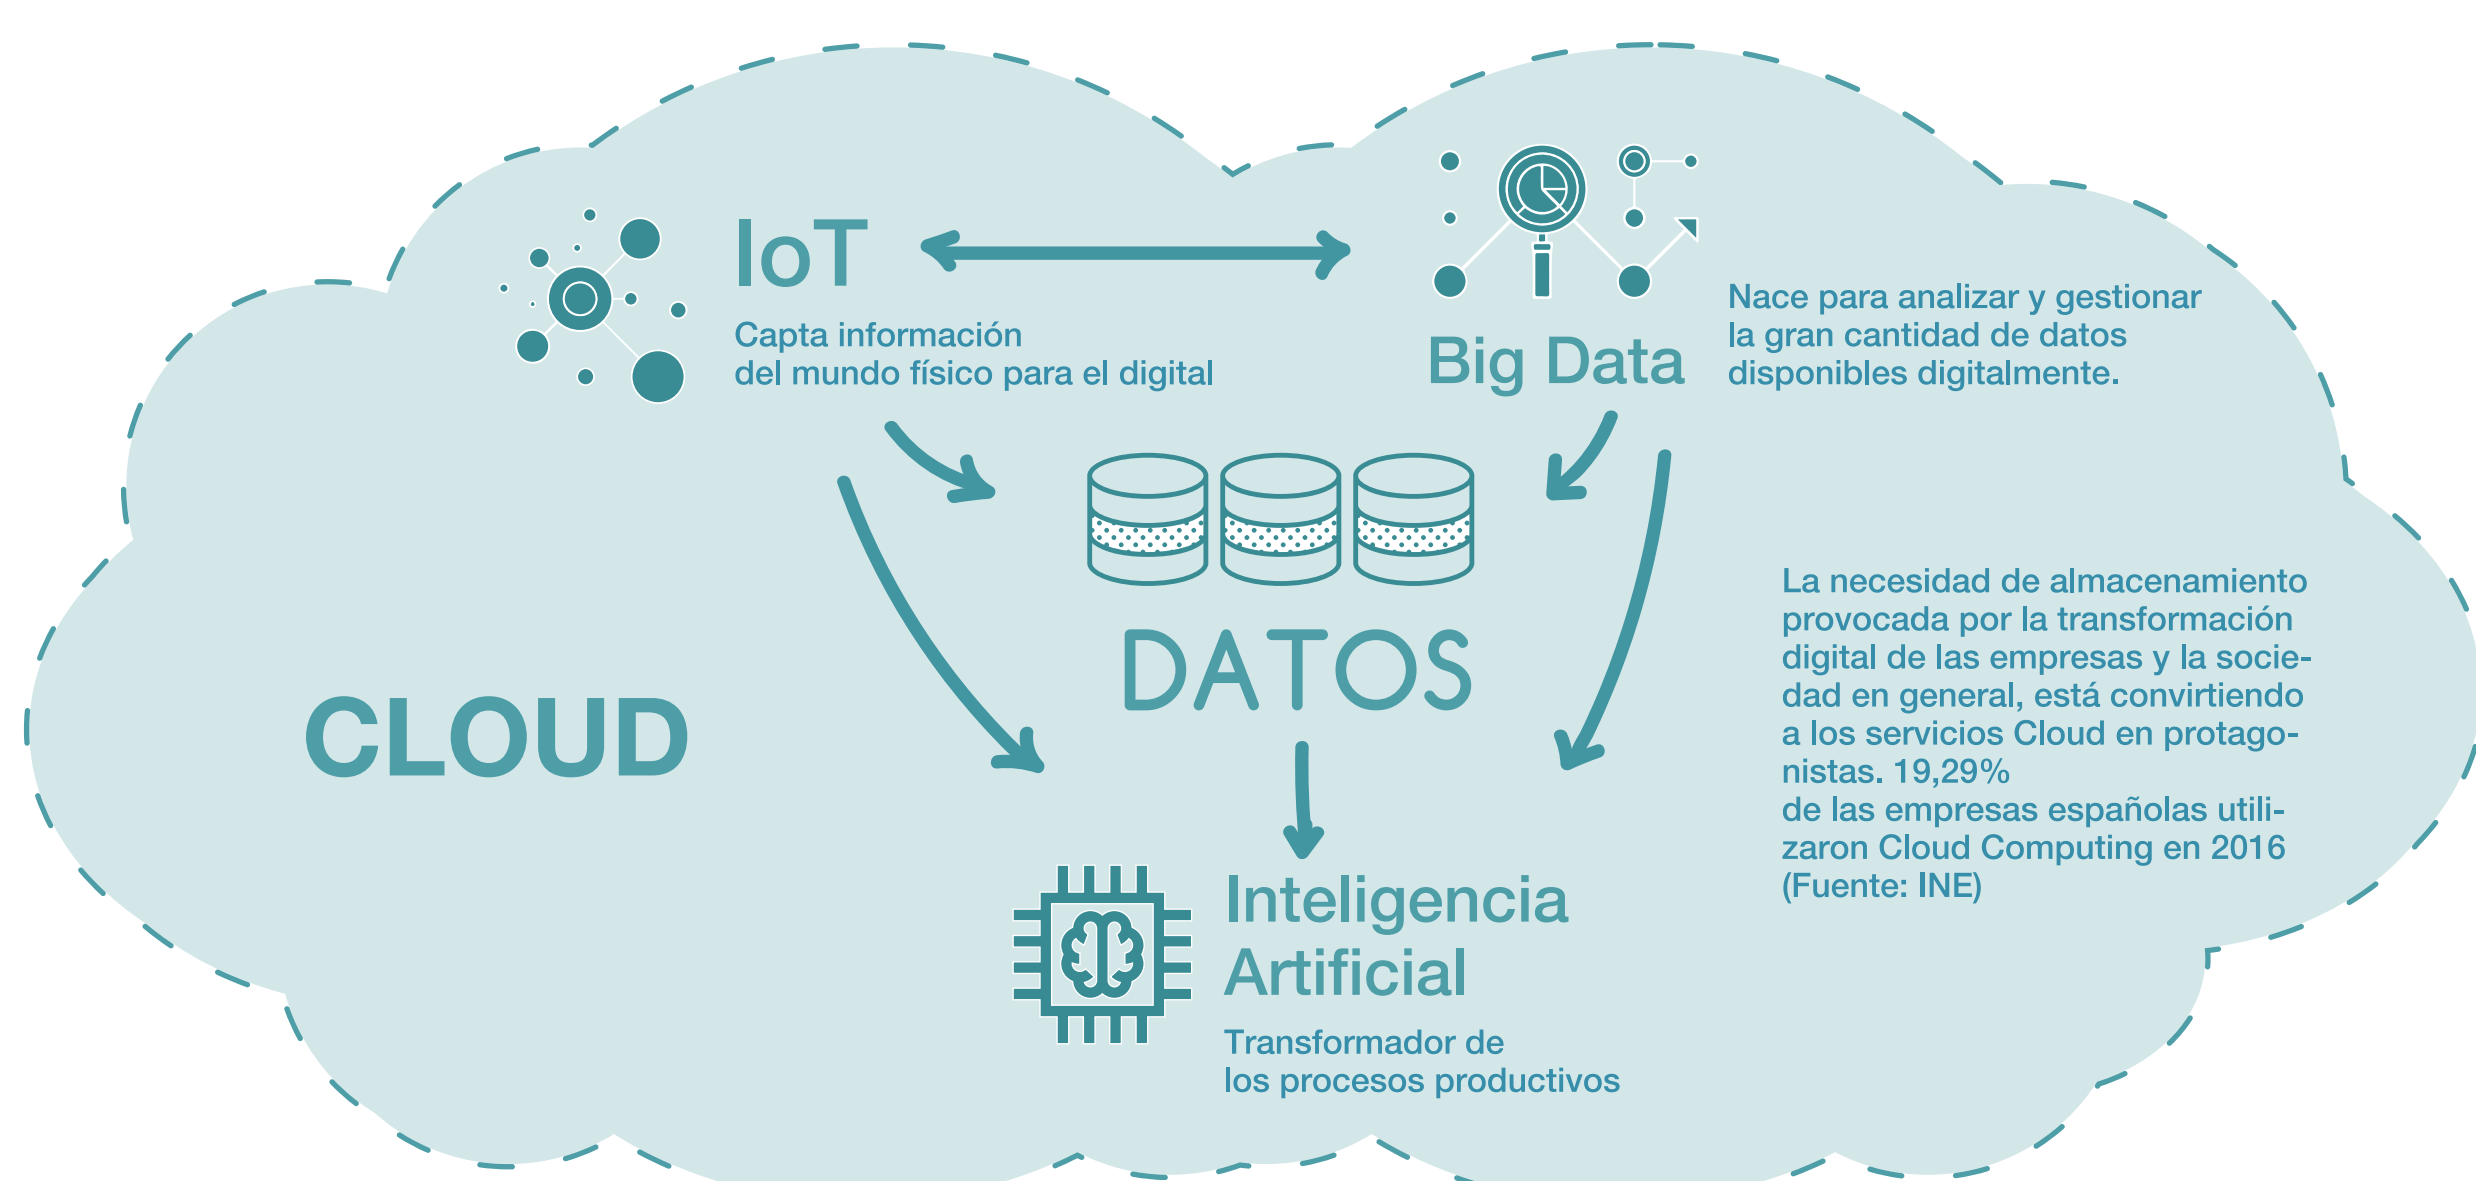 IoT
Capta información
del mundo físico para el digital
Big Data
Nace para analizar y gestionar
la gran cantidad de datos
disponibles digitalmente.
DATOS
CLOUD
La necesidad de almacenamiento
provocada por la transformación
digital de las empresas y la socie-
dad en general, está convirtiendo
a los servicios Cloud en protago-
nistas. 19,29%
de las empresas españolas utili-
zaron Cloud Computing en 2016
(Fuente: INE)
Inteligencia
Artificial
Transformador de
los procesos productivos